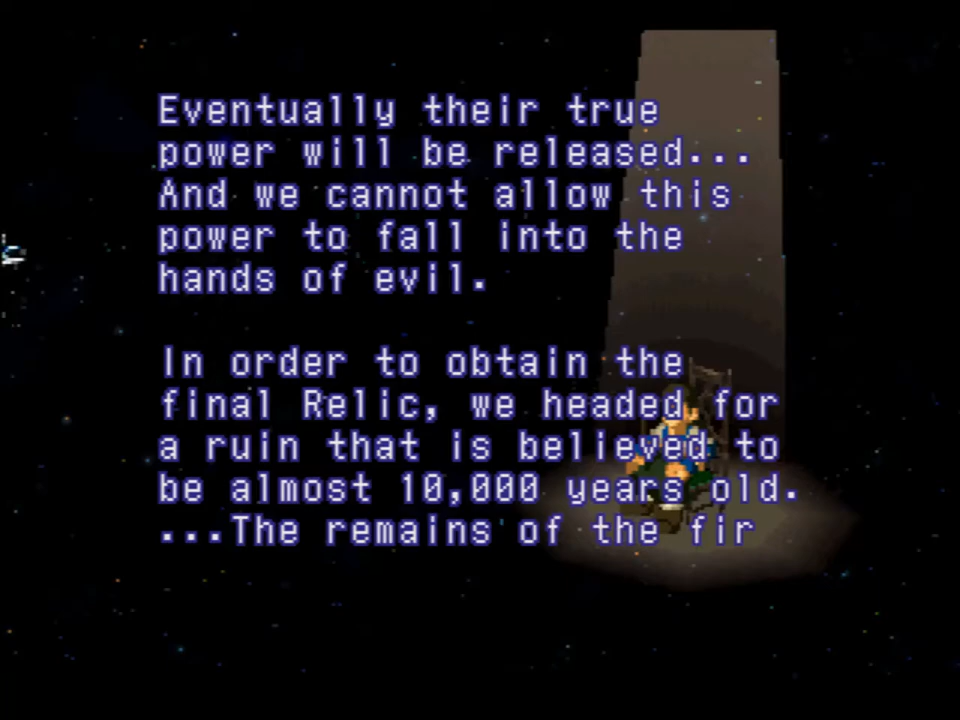 Eventually their true
power will be released...
And we cannot allow this
power to fall into the
hands of evil.
In order to obtain the
final Relic, we headed for
a ruin that is believed to
be almost 10,000 years old.
...The remains of the fir